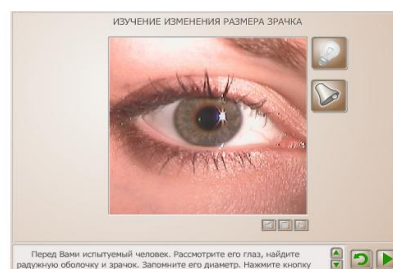 ИЗУЧЕНИЕ ИЗМЕНЕНИЯ РАЗМЕРА ЗРАЧКА
Перед Вами испытуемый человек. Рассмотрите его глаз, найдите
радужную оболочку и зрачок. Запомните его диаметр. Нажмите кнопку